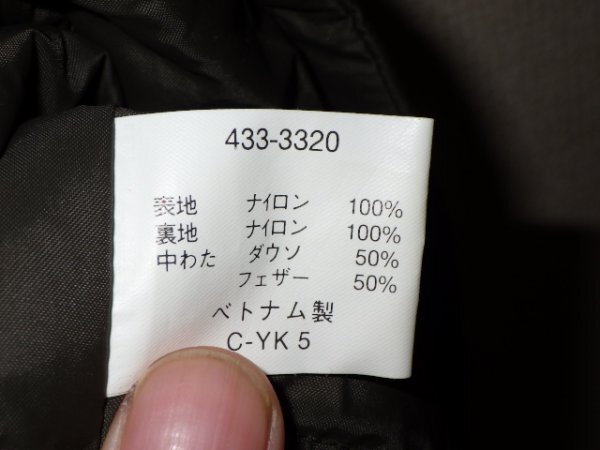 433-3320
表地 ナイロン 100%
裏地 ナイロン 100%
中わた ダウソ 50%
フェザー 50%
ベトナム製
C-YK 5